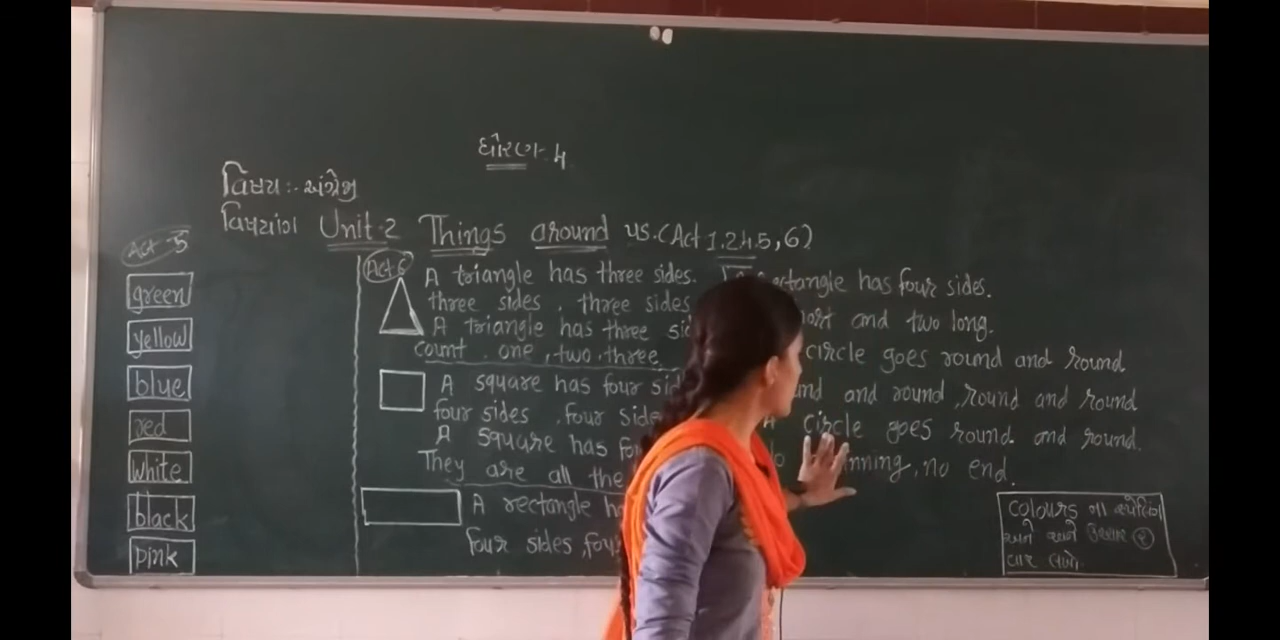 ધોરણ-4
વિષય:- અંગ્રેજી
વિષયાંગ Unit-2 Things around us. (Act 1.2.4.5, 6)
Act-5
green
yellow
blue
red
white
black
pink
Act 6
A triangle has three sides.
three sides, three sides
A triangle has three
count. one, two, three
A square has four
four sides, four
A square has
They are all the
A rectangle
four sides,
rectangle has four sides.
and two long.
circle goes round and round
and round, round and round
circle goes round and round.
no end.
colours ના સ્પેલિંગ
અને
વાર લખો.